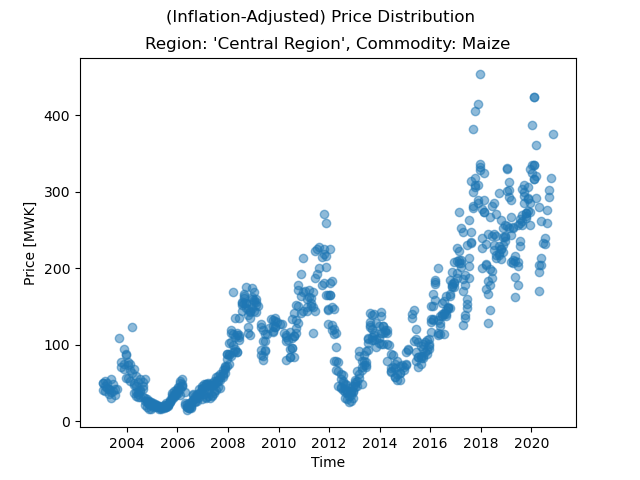 (Inflation-Adjusted) Price Distribution
Region: 'Central Region', Commodity: Maize
400
300
200
100
0
Price [MWK]
2004 2006 2008 2010 2012 2014 2016 2018 2020
Time